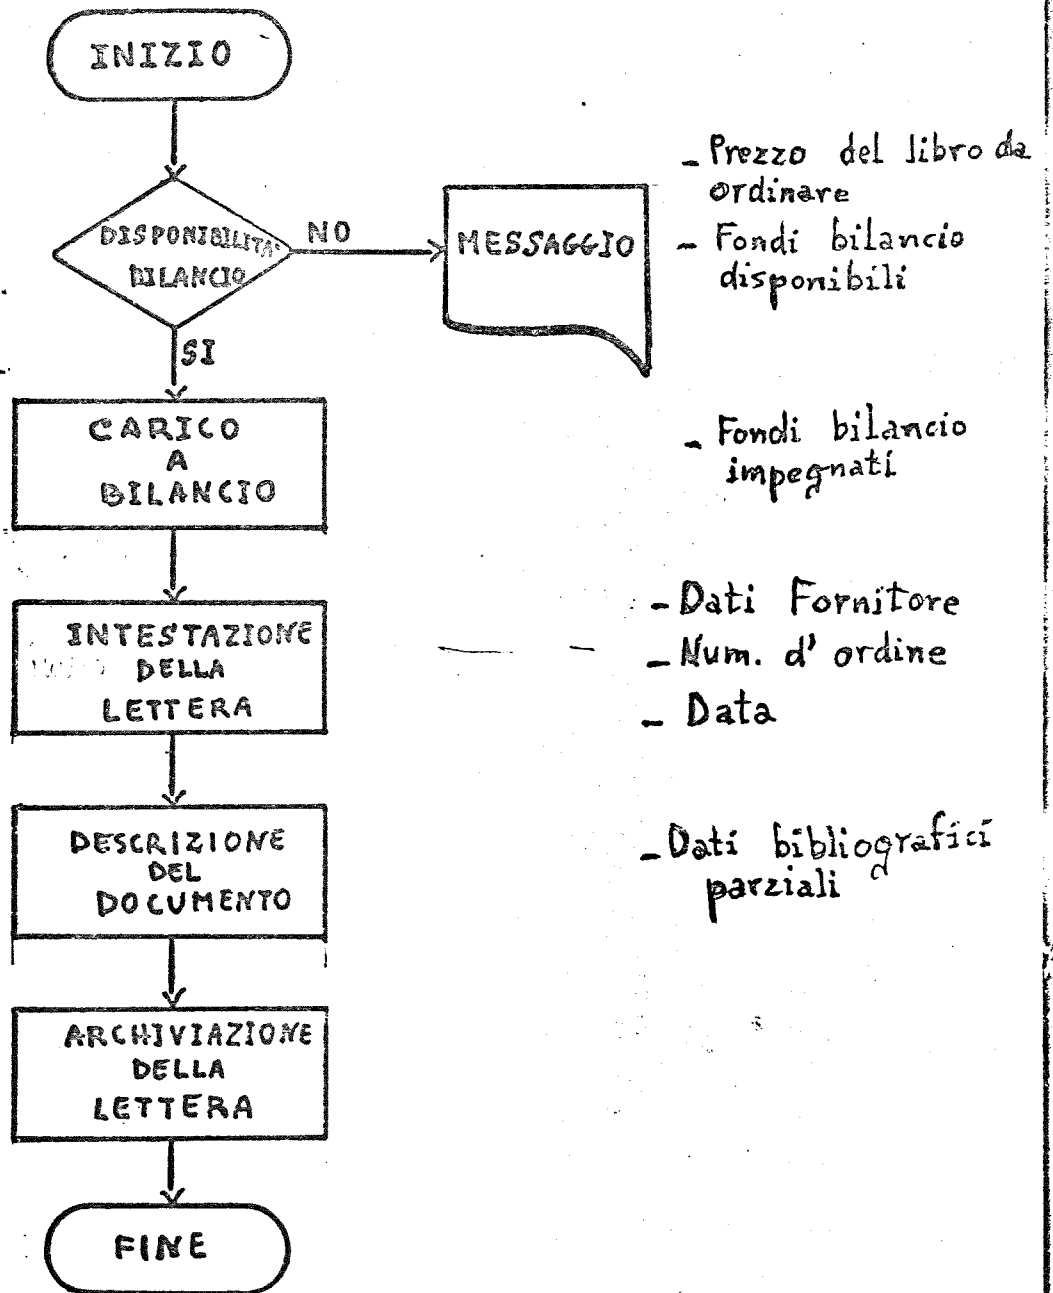 INIZIO
- Prezzo del libro da
ordinare
- Fondi bilancio
disponibili
DISPONIBILITA'
BILANCIO
NO
MESSAGGIO
SI
CARICO
A
BILANCIO
- Fondi bilancio
impegnati
INTESTAZIONE
DELLA
LETTERA
- Dati Fornitore
- Num. d' ordine
- Data
DESCRIZIONE
DEL
DOCUMENTO
- Dati bibliografici
parziali
ARCHIVIAZIONE
DELLA
LETTERA
FINE